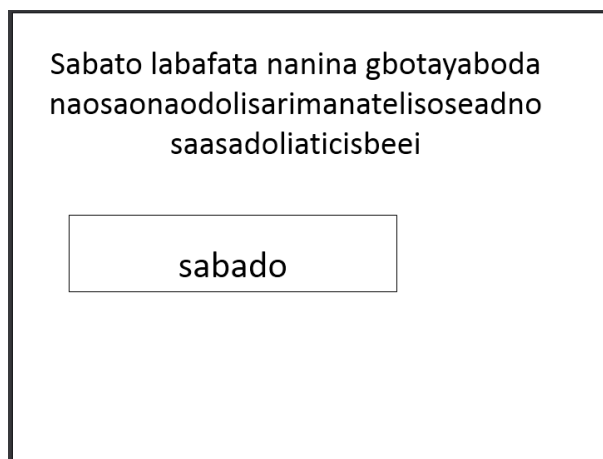 Sabato labafata nanina gbotayaboda
naosaonaodolisarimanatelisoseadno
saasadoliaticisbeei
sabado